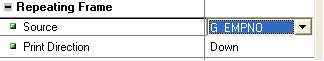 Repeating Frame
Source G_EMPNO
Print Direction Down